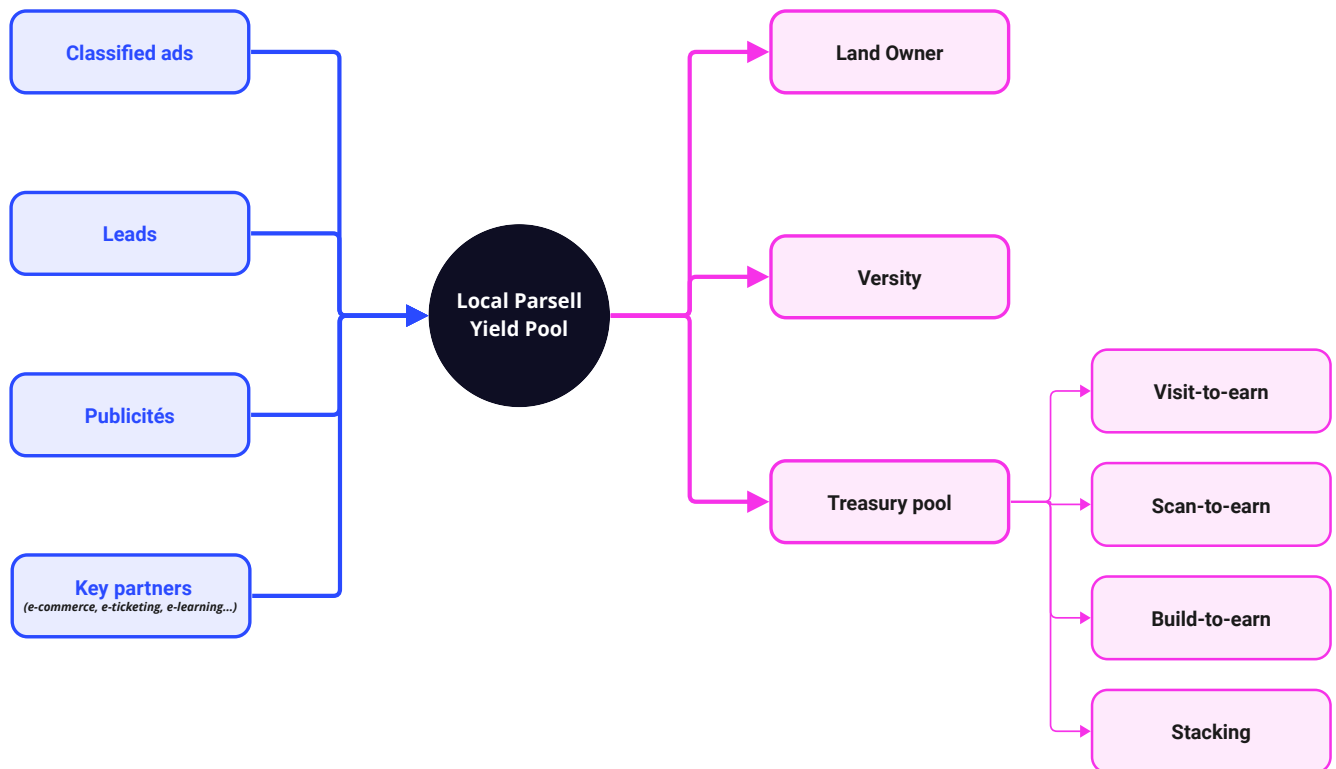 Classified ads
Leads
Publicités
Key partners
(e-commerce, e-ticketing, e-learning...)
Local Parsell
Yield Pool
Land Owner
Versity
Treasury pool
Visit-to-earn
Scan-to-earn
Build-to-earn
Stacking